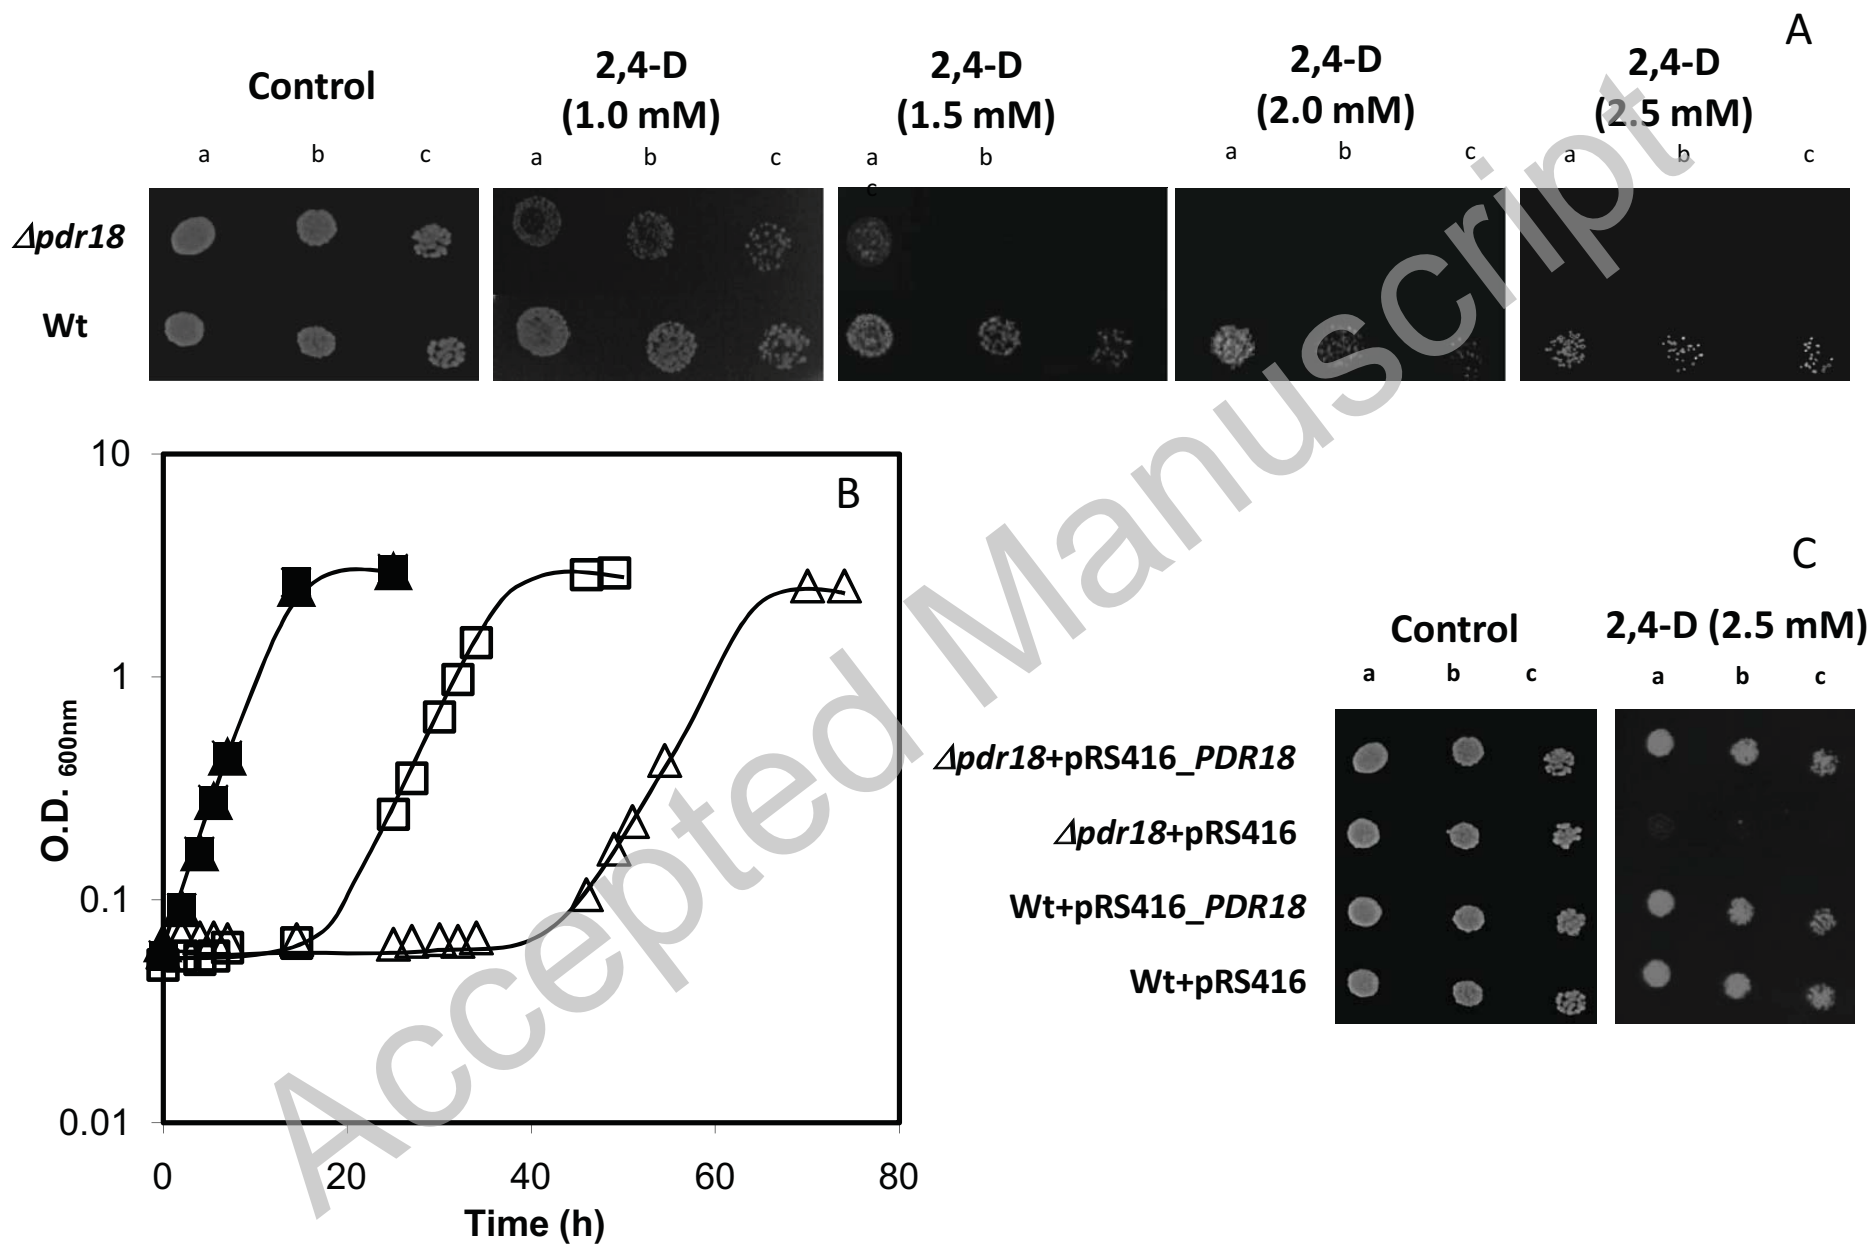 A
Control
2,4-D
(1.0 mM)
2,4-D
(1.5 mM)
2,4-D
(2.0 mM)
2,4-D
(2.5 mM)
a b c
a b c
a b
c
a b c
a b c
Δpdr18
Wt
B
10
1
0.1
0.01
O.D. 600nm
0 20 40 60 80
Time (h)
C
Control
2,4-D (2.5 mM)
a b c
a b c
Δpdr18+pRS416_PDR18
Δpdr18+pRS416
Wt+pRS416_PDR18
Wt+pRS416
Accepted Manuscript